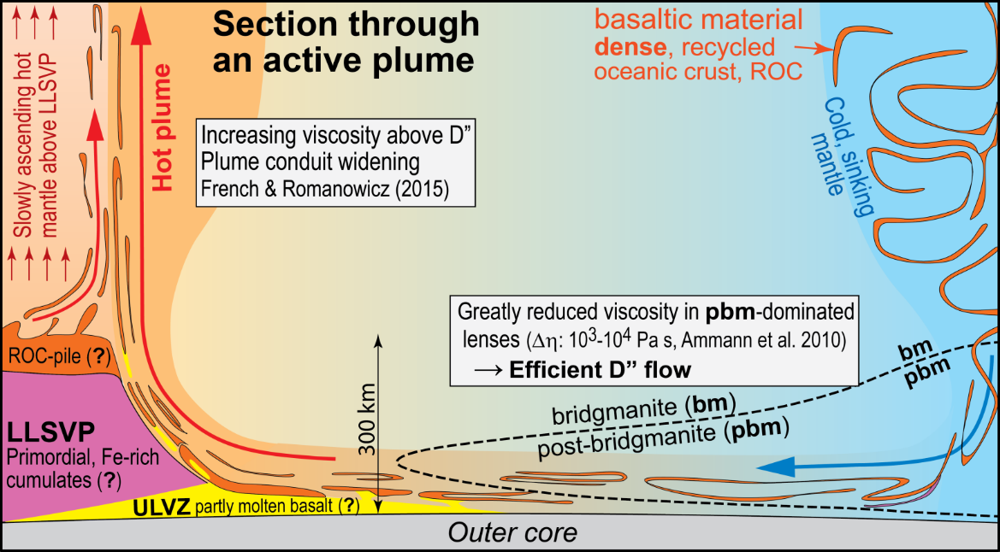 Section through
an active plume
basaltic material
dense, recycled
oceanic crust, ROC
Slowly ascending hot
mantle above LLSVP
Hot plume
Increasing viscosity above D”
Plume conduit widening
French & Romanowicz (2015)
Cold, sinking
mantle
Greatly reduced viscosity in pbm-dominated
lenses (Δη: 10³-10⁴ Pa s, Ammann et al. 2010)
→ Efficient D” flow
bm
pbm
ROC-pile (?)
300 km
bridgmanite (bm)
post-bridgmanite (pbm)
LLSVP
Primordial, Fe-rich
cumulates (?)
ULVZ partly molten basalt (?)
Outer core